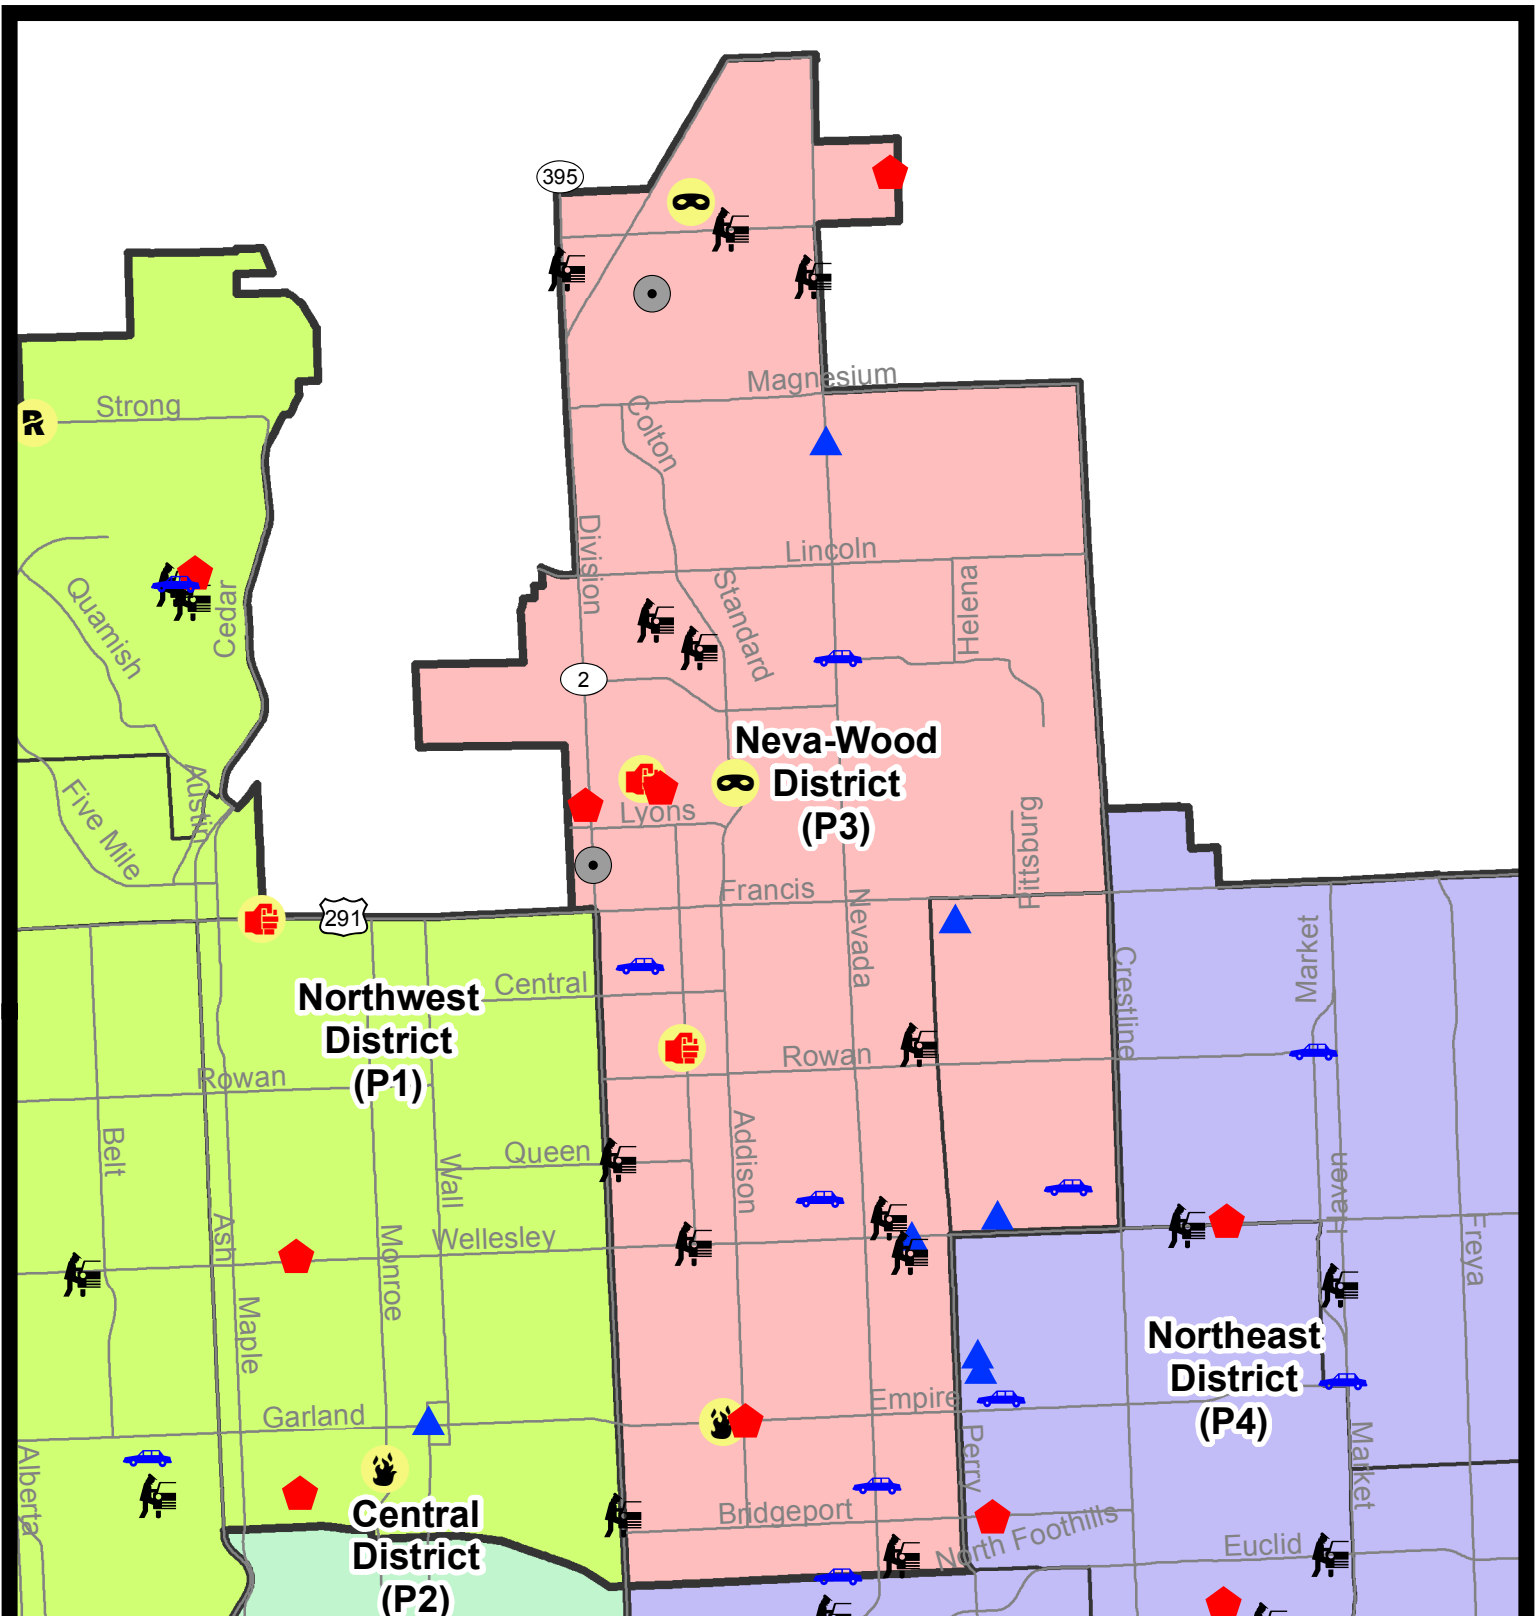 395
Magnesium
Strong
R
Colton
Division
Lincoln
Helena
Standard
Quamish
Cedar
2
Neva-Wood
District
(P3)
Five Mile
Austin
Lyons
Pittsburg
Francis
Nevada
291
Market
Crestline
Central
Northwest
District
(P1)
Rowan
Rowan
Belt
Addison
Queen
Wall
Haven
Ash
Monroe
Wellesley
Freya
Maple
Northeast
District
(P4)
Empire
Garland
Perry
Market
Alberta
Bridgeport
Central
District
(P2)
North Foothills
Euclid